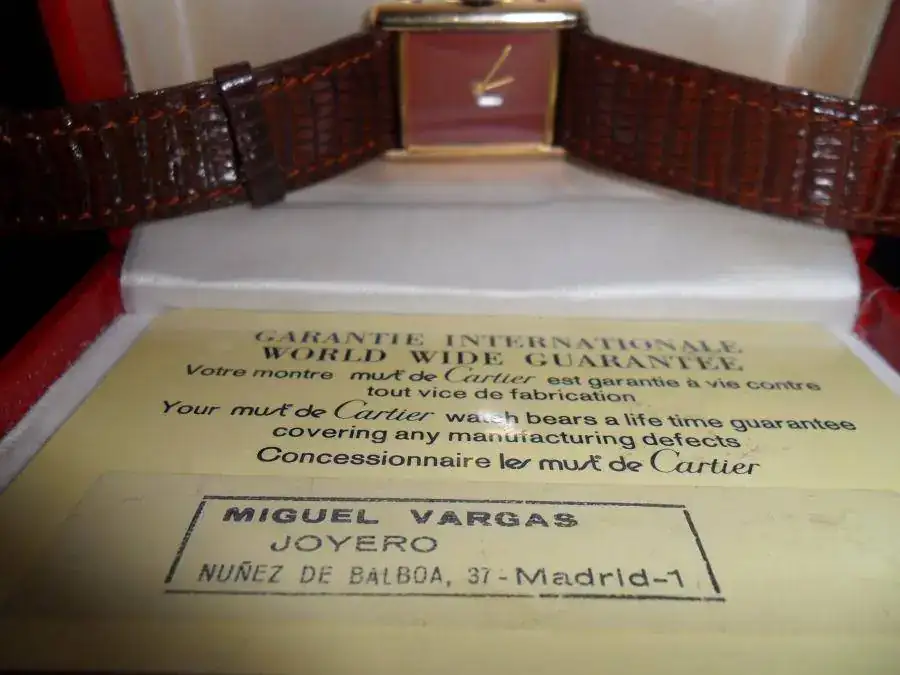 GARANTIE INTERNATIONALE
WORLD WIDE GUARANTEE
Votre montre must de Cartier est garantie à vie contre
tout vice de fabrication
Your must de Cartier watch bears a life time guarantee
covering any manufacturing defects
Concessionnaire les must de Cartier
MIGUEL VARGAS
JOYERO
NUÑEZ DE BALBOA, 37 - Madrid-1